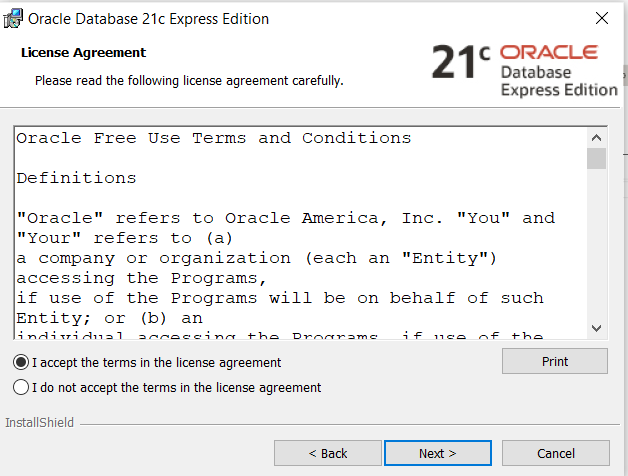 Oracle Database 21c Express Edition
License Agreement
Please read the following license agreement carefully.
21c ORACLE
Database
Express Edition
Oracle Free Use Terms and Conditions
Definitions
"Oracle" refers to Oracle America, Inc. "You" and
"Your" refers to (a)
a company or organization (each an "Entity")
accessing the Programs,
if use of the Programs will be on behalf of such
Entity; or (b) an
individual accessing the Programs, if use of the
I accept the terms in the license agreement
Print
I do not accept the terms in the license agreement
InstallShield
< Back
Next >
Cancel